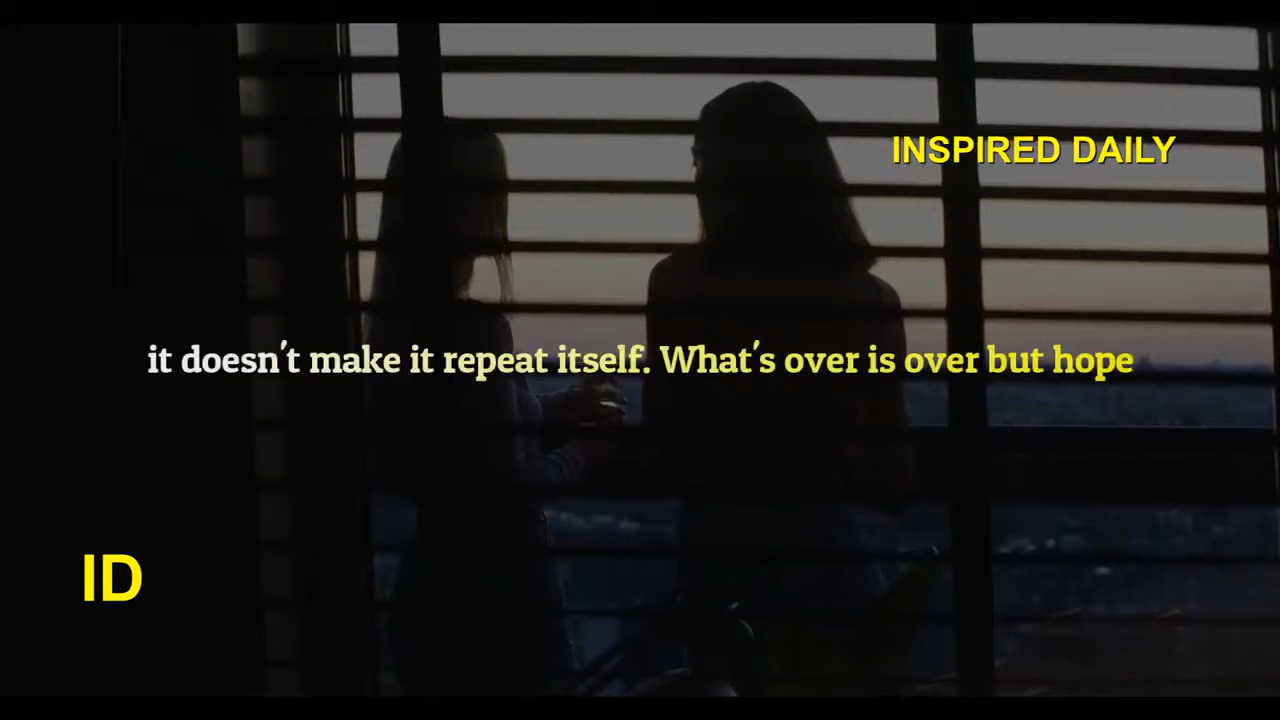 INSPIRED DAILY
it doesn't make it repeat itself. What's over is over but hope
ID